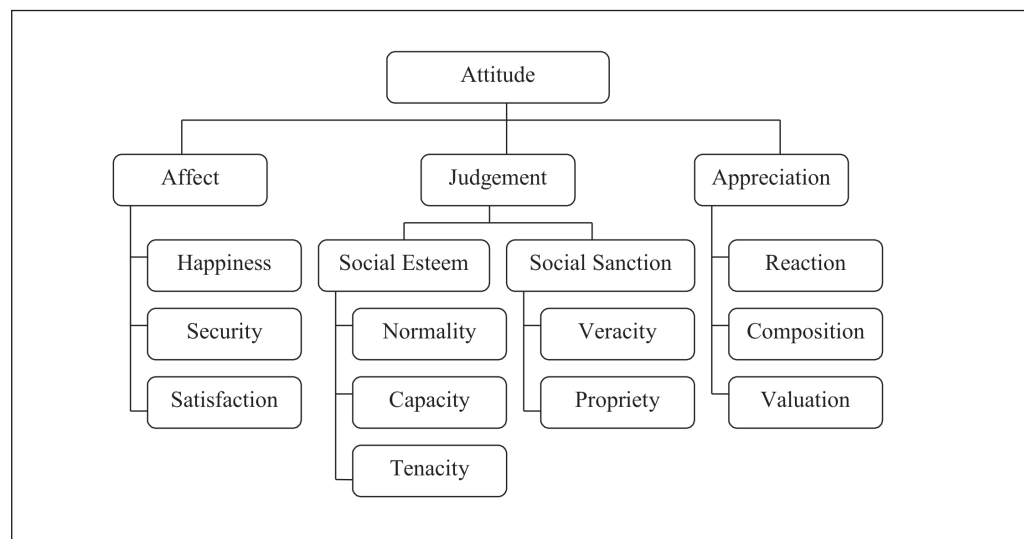 Attitude
Affect
Judgement
Appreciation
Happiness
Social Esteem
Social Sanction
Reaction
Security
Normality
Veracity
Composition
Satisfaction
Capacity
Propriety
Valuation
Tenacity